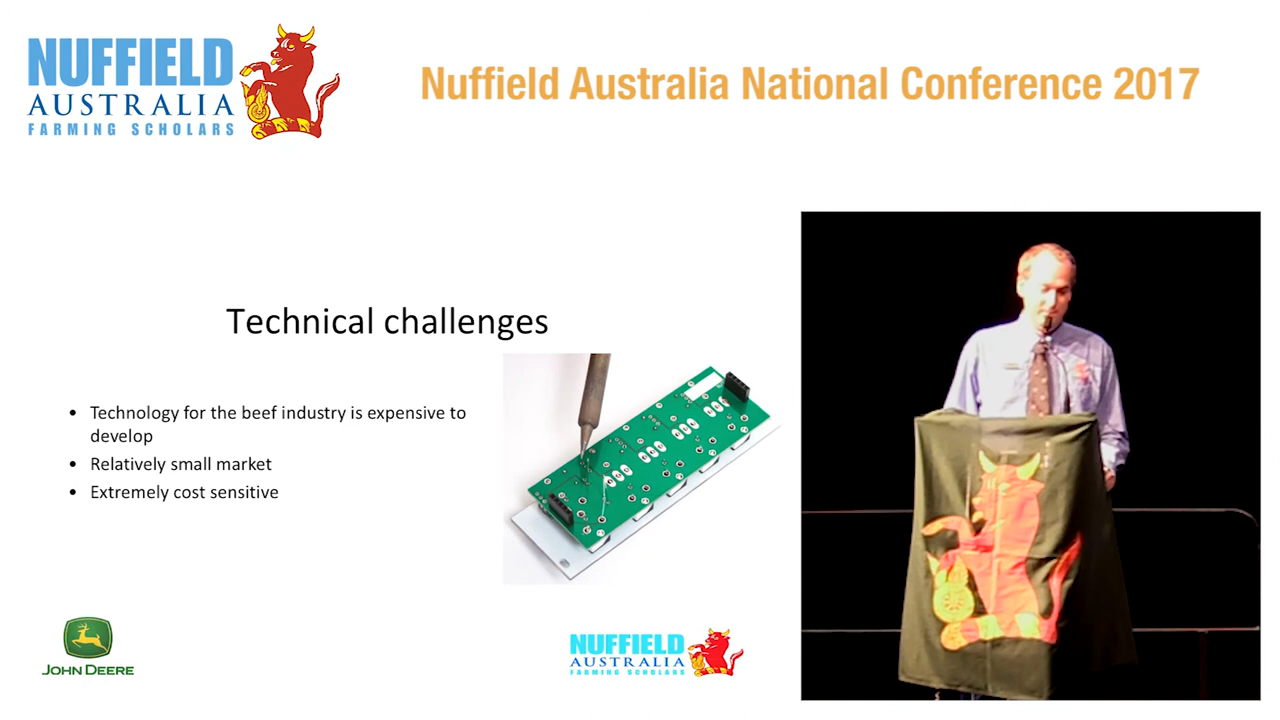 NUFFIELD
AUSTRALIA
FARMING SCHOLARS
Nuffield Australia National Conference 2017
Technical challenges
• Technology for the beef industry is expensive to
develop
• Relatively small market
• Extremely cost sensitive
JOHN DEERE
NUFFIELD
AUSTRALIA
FARMING SCHOLARS